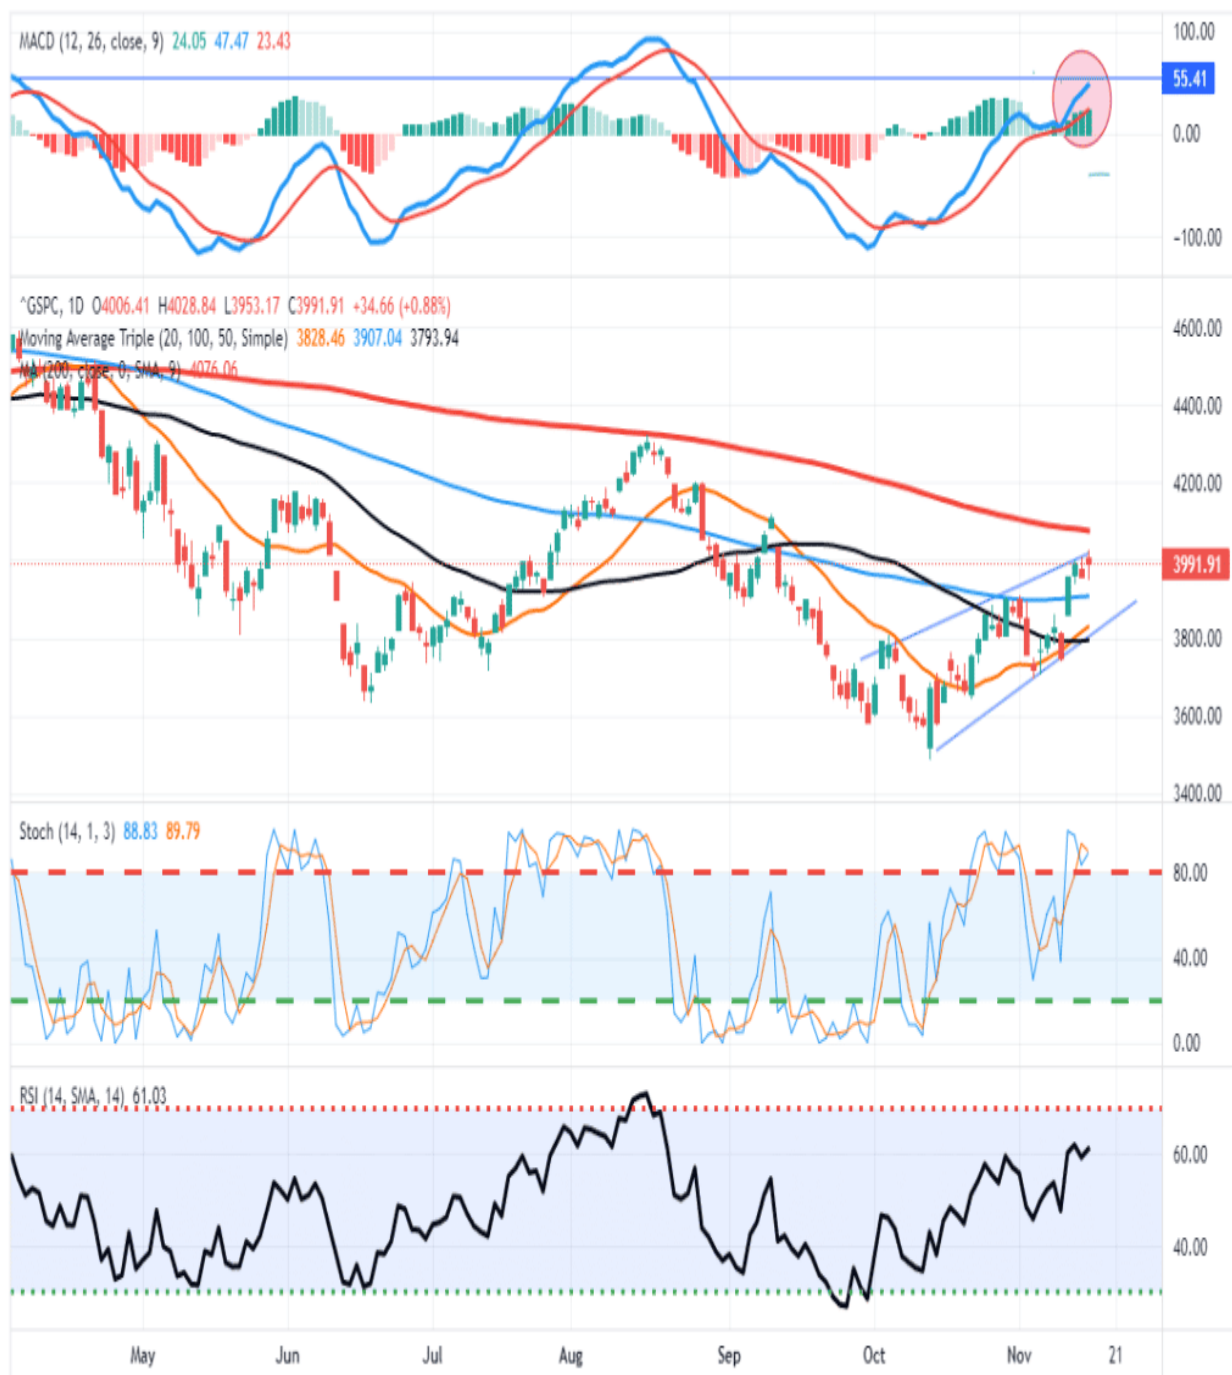 MACD (12, 26, close, 9) 24.05 47.47 23.43
100.00
55.41
0.00
−100.00
^GSPC, 1D O4006.41 H4028.84 L3953.17 C3991.91 +34.66 (+0.88%)
Moving Average Triple (20, 100, 50, Simple) 3828.46 3907.04 3793.94
MA (200, close, 0, SMA, 9) 4076.06
4600.00
4400.00
4200.00
3991.91
3800.00
3600.00
3400.00
Stoch (14, 1, 3) 88.83 89.79
80.00
40.00
0.00
RSI (14, SMA, 14) 61.03
60.00
40.00
May Jun Jul Aug Sep Oct Nov 21